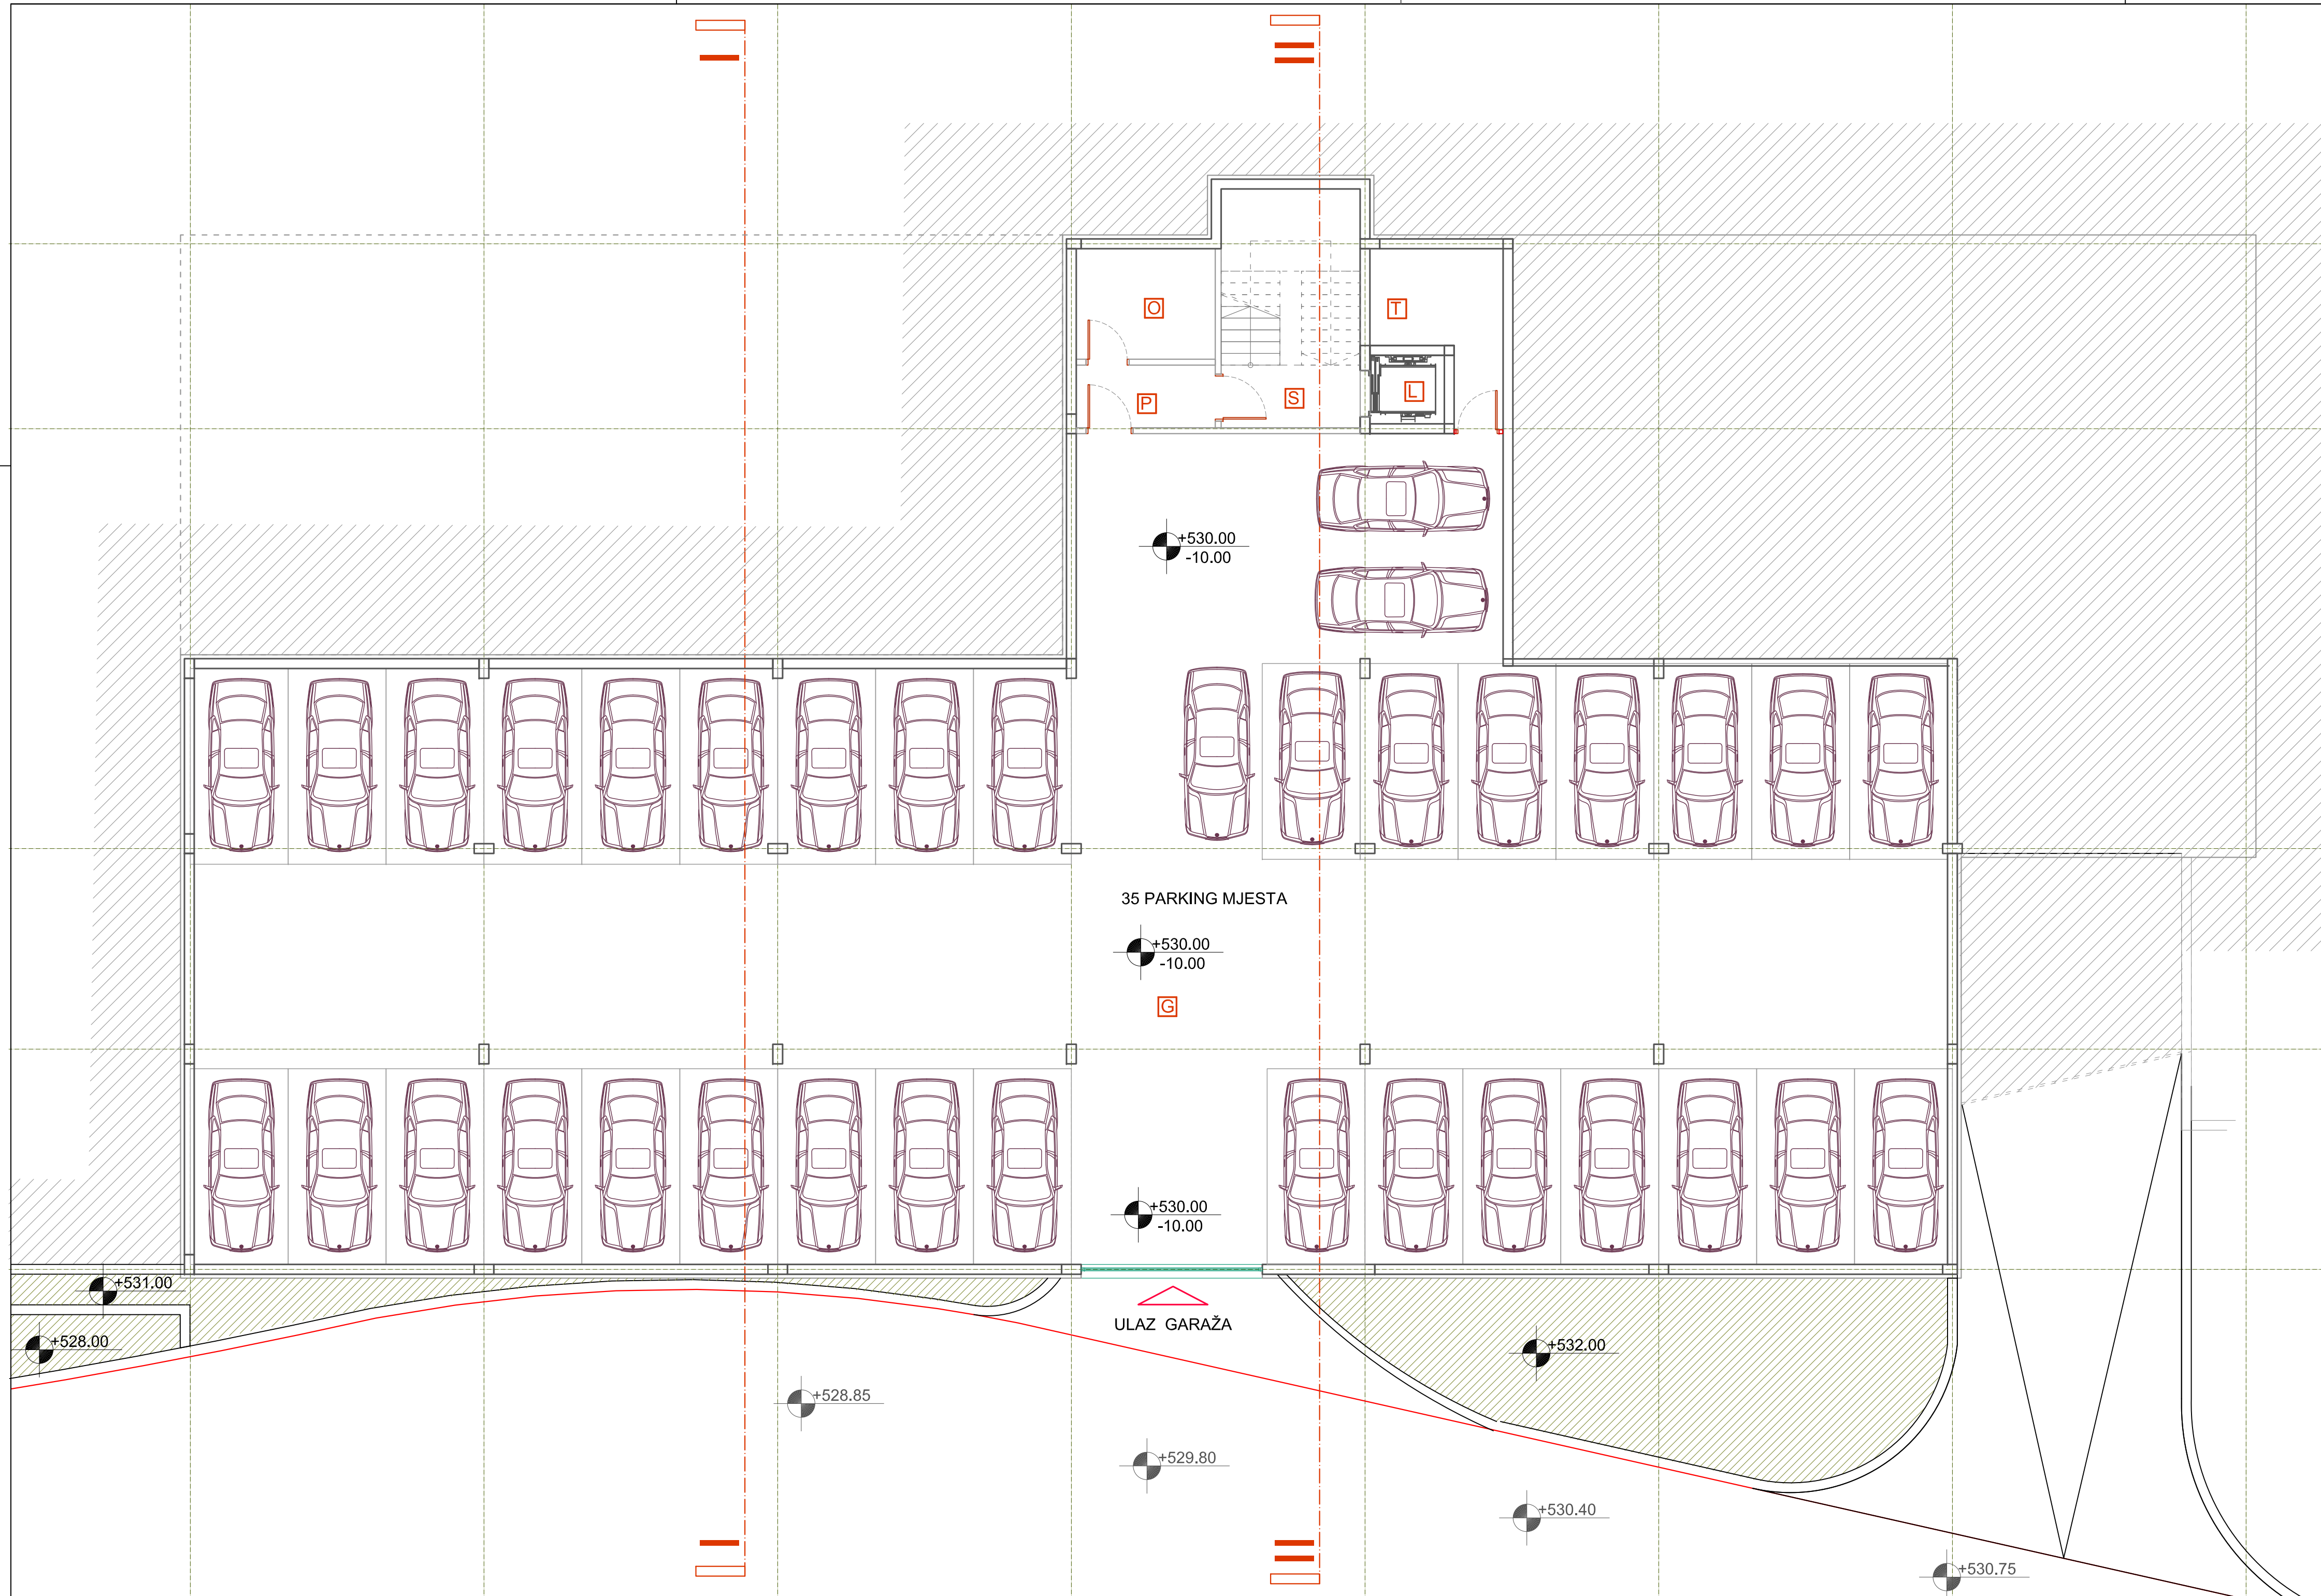 O
T
P
S
L
+530.00
-10.00
35 PARKING MJESTA
+530.00
-10.00
G
+530.00
-10.00
+531.00
ULAZ GARAŽA
+528.00
+532.00
+528.85
+529.80
+530.40
+530.75